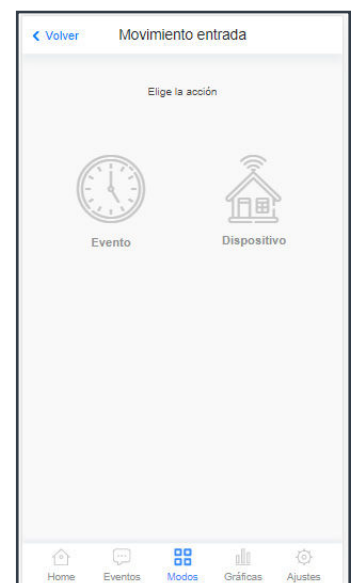 Volver Movimiento entrada
Elige la acción
Evento Dispositivo
Home Eventos Modos Gráficas Ajustes